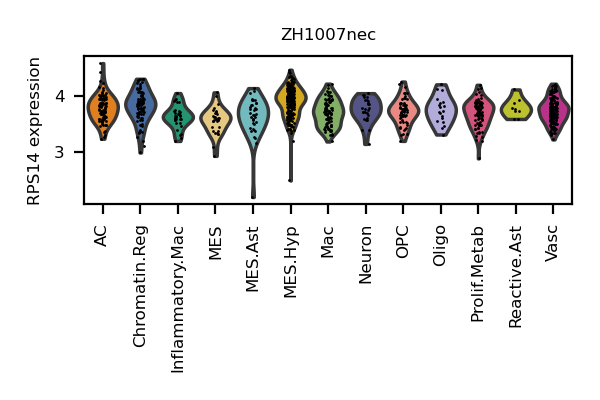 ZH1007nec
RPS14 expression
4
3
AC
Chromatin.Reg
Inflammatory.Mac
MES
MES.Ast
MES.Hyp
Mac
Neuron
OPC
Oligo
Prolif.Metab
Reactive.Ast
Vasc